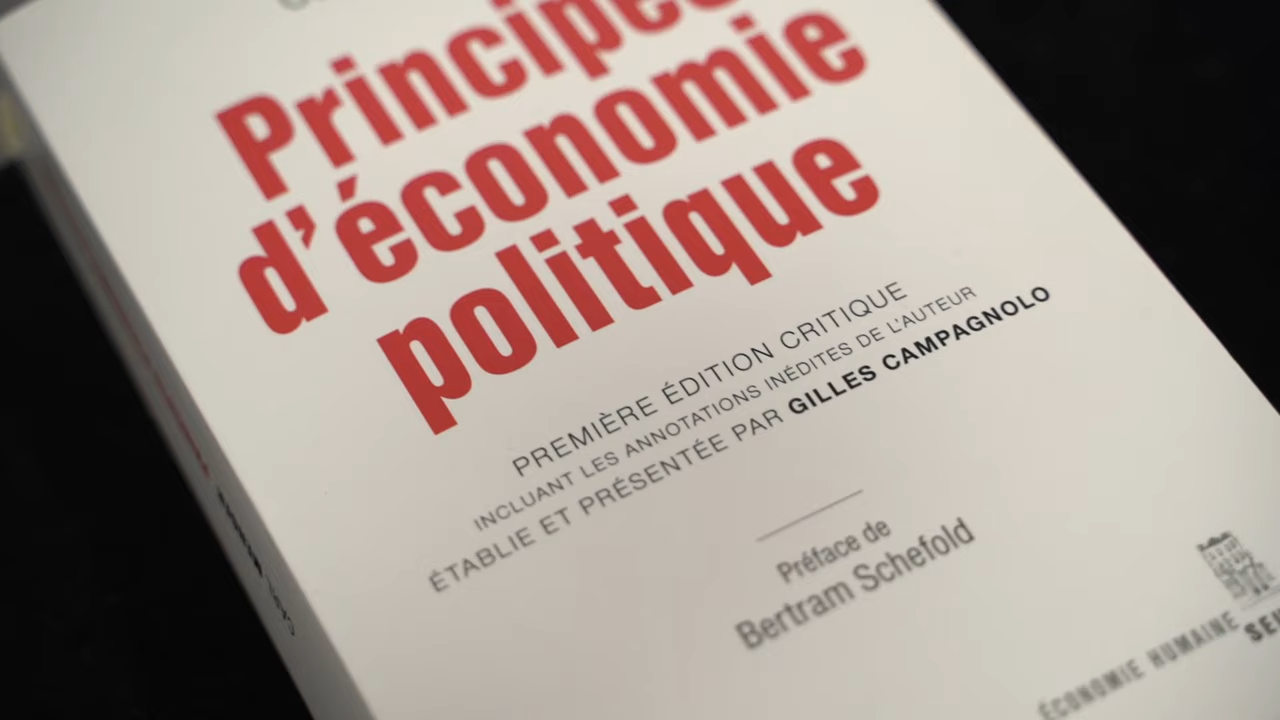 Principes
d'économie
politique
PREMIÈRE ÉDITION CRITIQUE
INCLUANT LES ANNOTATIONS INÉDITES DE L'AUTEUR
ÉTABLIE ET PRÉSENTÉE PAR GILLES CAMPAGNOLO
Préface de
Bertram Schefold
ÉCONOMIE HUMAINE